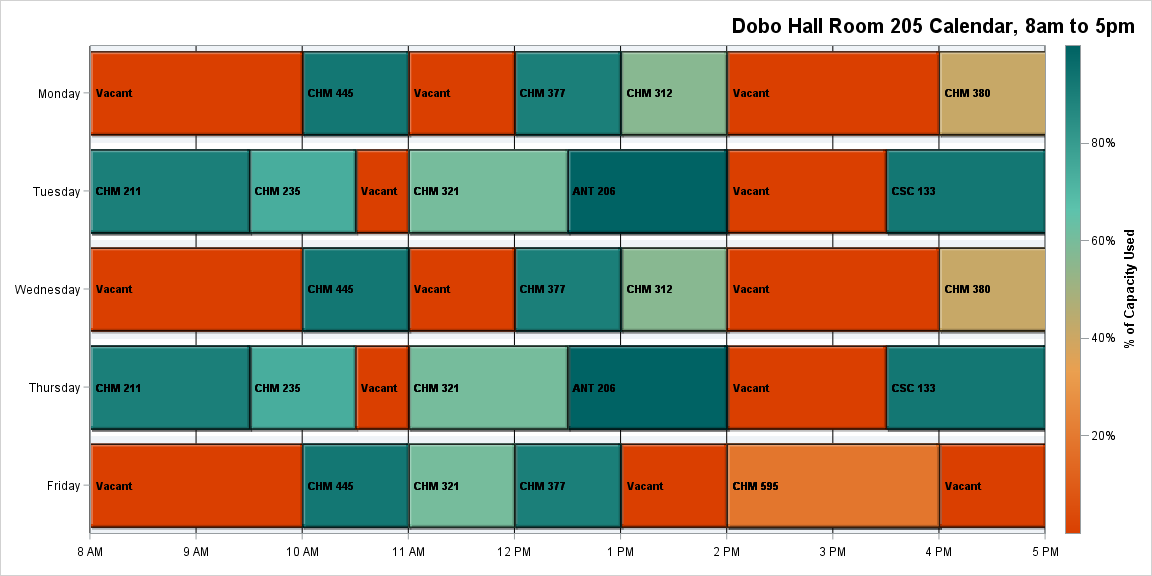 Dobo Hall Room 205 Calendar, 8am to 5pm
Monday
Vacant
CHM 445
Vacant
CHM 377
CHM 312
Vacant
CHM 380
Tuesday
CHM 211
CHM 235
Vacant
CHM 321
ANT 206
Vacant
CSC 133
Wednesday
Vacant
CHM 445
Vacant
CHM 377
CHM 312
Vacant
CHM 380
Thursday
CHM 211
CHM 235
Vacant
CHM 321
ANT 206
Vacant
CSC 133
Friday
Vacant
CHM 445
CHM 321
CHM 377
Vacant
CHM 595
Vacant
8 AM
9 AM
10 AM
11 AM
12 PM
1 PM
2 PM
3 PM
4 PM
5 PM
80%
60%
40%
20%
% of Capacity Used